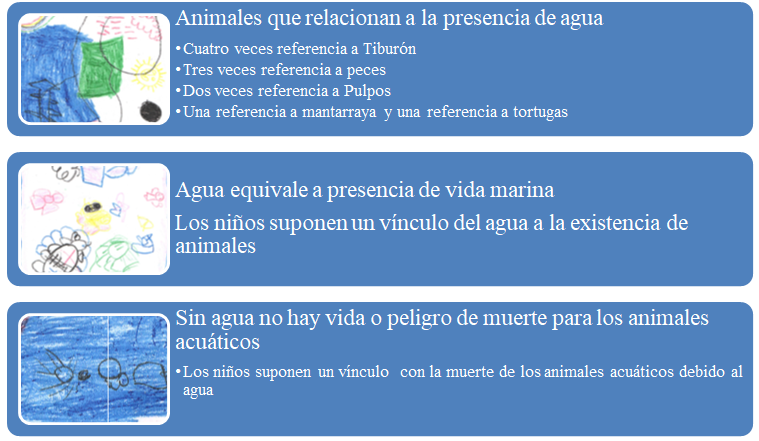 Animales que relacionan a la presencia de agua
•Cuatro veces referencia a Tiburón
•Tres veces referencia a peces
•Dos veces referencia a Pulpos
•Una referencia a mantarraya y una referencia a tortugas
Agua equivale a presencia de vida marina
Los niños suponen un vínculo del agua a la existencia de
animales
Sin agua no hay vida o peligro de muerte para los animales
acuáticos
•Los niños suponen un vínculo con la muerte de los animales acuáticos debido al
agua